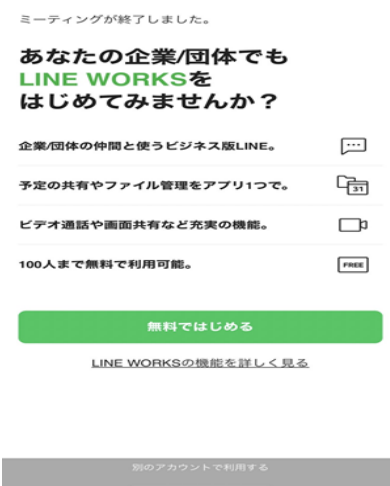 ミーティングが終了しました。
あなたの企業/団体でも
LINE WORKSを
はじめてみませんか？
企業/団体の仲間と使うビジネス版LINE。
予定の共有やファイル管理をアプリ1つで。
31
ビデオ通話や画面共有など充実の機能。
100人まで無料で利用可能。
FREE
無料ではじめる
LINE WORKSの機能を詳しく見る
別のアカウントで利用する